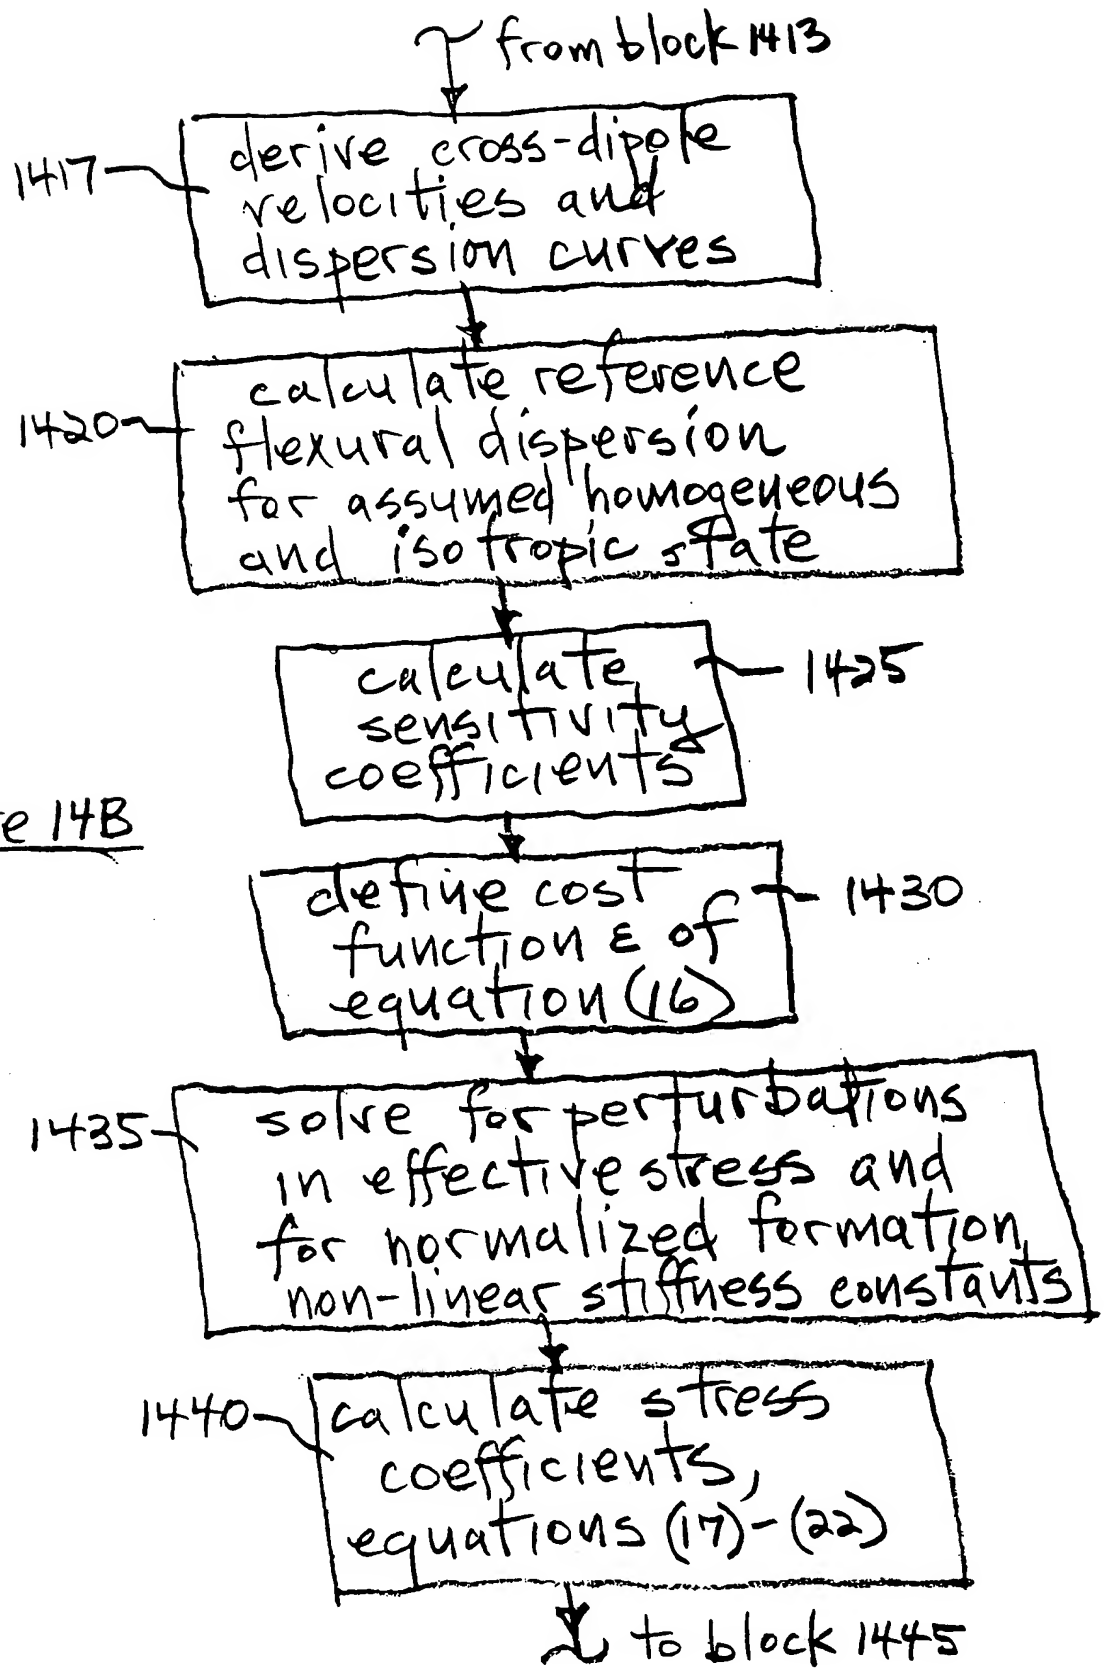 from block 1413
1417
derive cross-dipole
velocities and
dispersion curves
1420
calculate reference
flexural dispersion
for assumed homogeneous
and isotropic state
calculate
sensitivity
coefficients
1425
e 14B
define cost
function ε of
equation (16)
1430
1435
solve for perturbations
in effective stress and
for normalized formation
non-linear stiffness constants
1440
calculate stress
coefficients,
equations (17)-(22)
to block 1445